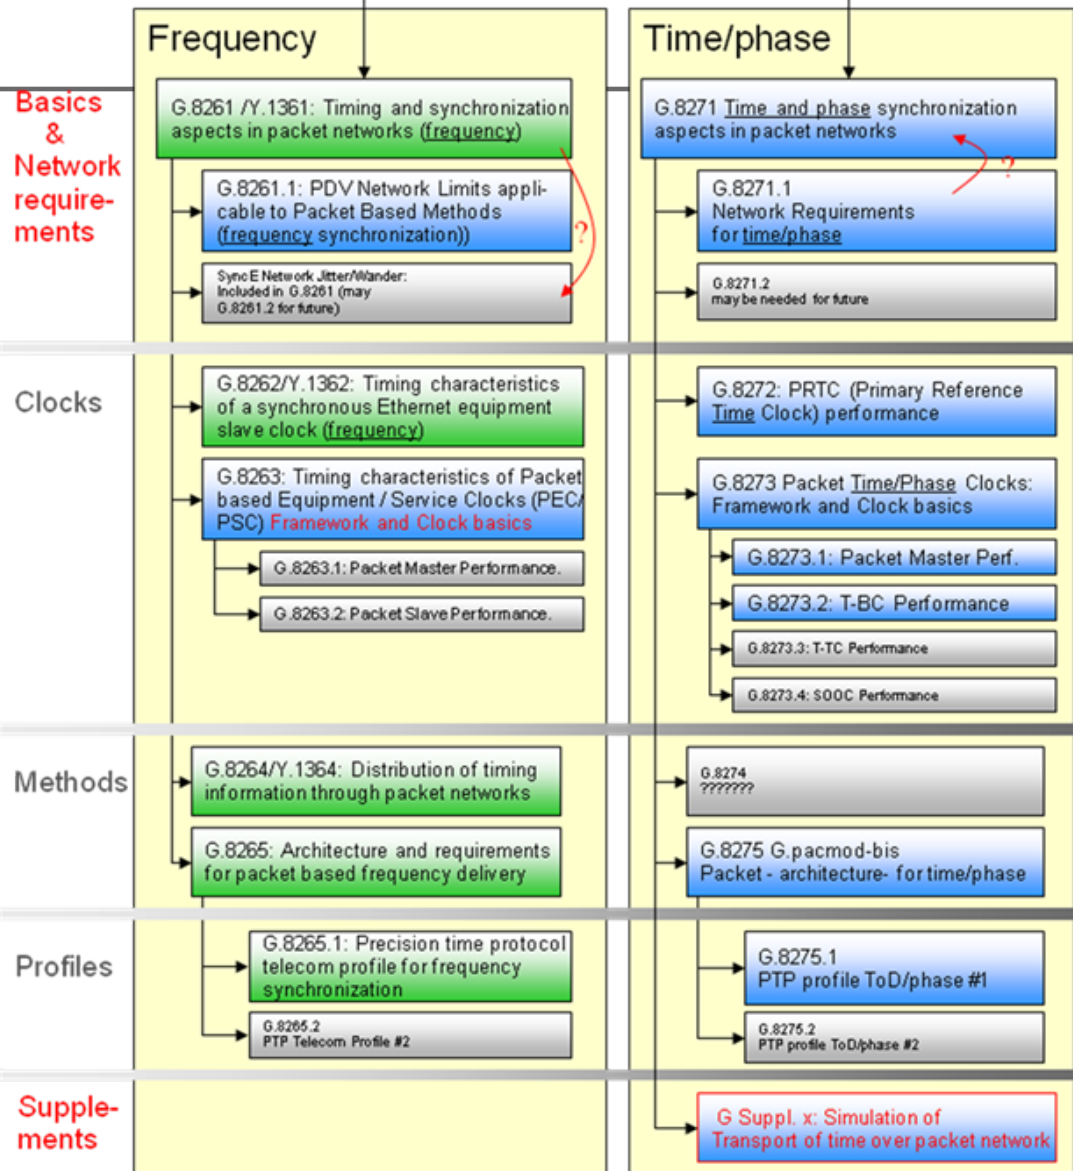 Frequency
Time/phase
Basics
&
Network
require-
ments
G.8261 /Y.1361: Timing and synchronization
aspects in packet networks (frequency)
G.8261.1: PDV Network Limits appli-
cable to Packet Based Methods
(frequency synchronization))
?
SyncE Network Jitter/Wander:
Included in G.8261 (may
G.8261.2 for future)
G.8271 Time and phase synchronization
aspects in packet networks
?
G.8271.1
Network Requirements
for time/phase
G.8271.2
may be needed for future
Clocks
G.8262/Y.1362: Timing characteristics
of a synchronous Ethernet equipment
slave clock (frequency)
G.8263: Timing characteristics of Packet
based Equipment / Service Clocks (PEC/
PSC) Framework and Clock basics
G.8263.1: Packet Master Performance.
G.8263.2: Packet Slave Performance.
G.8272: PRTC (Primary Reference
Time Clock) performance
G.8273 Packet Time/Phase Clocks:
Framework and Clock basics
G.8273.1: Packet Master Perf.
G.8273.2: T-BC Performance
G.8273.3: T-TC Performance
G.8273.4: SOOC Performance
Methods
G.8264/Y.1364: Distribution of timing
information through packet networks
G.8265: Architecture and requirements
for packet based frequency delivery
G.8274
???????
G.8275 G.pacmod-bis
Packet - architecture- for time/phase
Profiles
G.8265.1: Precision time protocol
telecom profile for frequency
synchronization
G.8265.2
PTP Telecom Profile #2
G.8275.1
PTP profile ToD/phase #1
G.8275.2
PTP profile ToD/phase #2
Supple-
ments
G Suppl. x: Simulation of
Transport of time over packet network